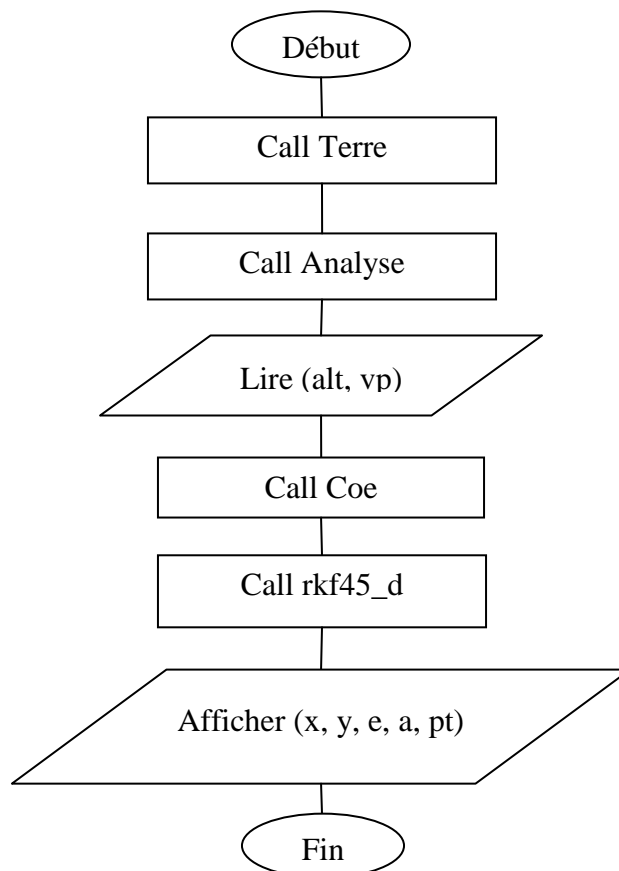 Début
Call Terre
Call Analyse
Lire (alt, vp)
Call Coe
Call rkf45_d
Afficher (x, y, e, a, pt)
Fin